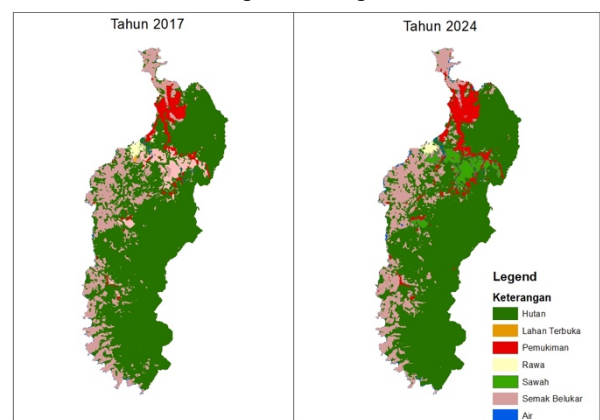 Tahun 2017
Tahun 2024
Legend
Keterangan
Hutan
Lahan Terbuka
Pemukiman
Rawa
Sawah
Semak Belukar
Air